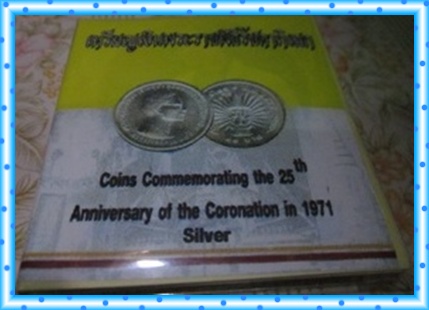 Coins Commemorating the 25th
Anniversary of the Coronation in 1971
Silver